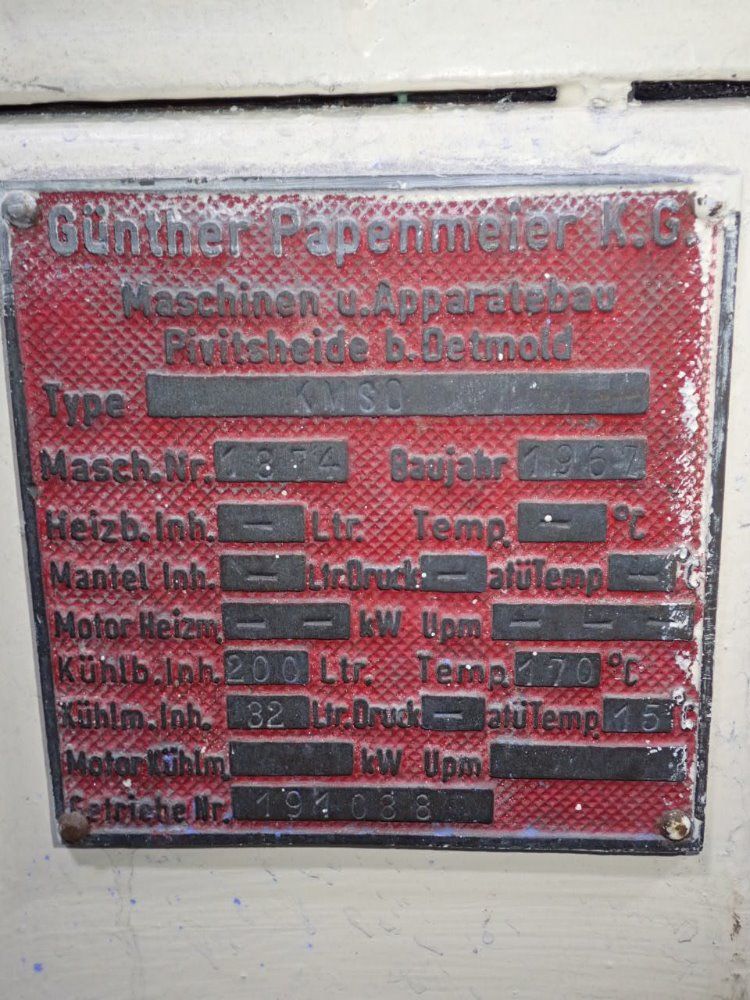 Günther Papenmeier K.G.
Maschinen u. Apparatebau
Pivitsheide b. Detmold
Type KMSO
Masch. Nr. 1874 Baujahr 1967
Heizb. Inh. — Ltr. Temp. — °C
Mantel Inh. — Ltr. Druck — atü Temp. — °C
Motor Heizm. — — kW Upm — — —
Kühlb. Inh. 200 Ltr. Temp. 170 °C
Kühlm. Inh. 32 Ltr. Druck — atü Temp. 15 °C
Motor Kühlm. kW Upm
Getriebe Nr. 191088